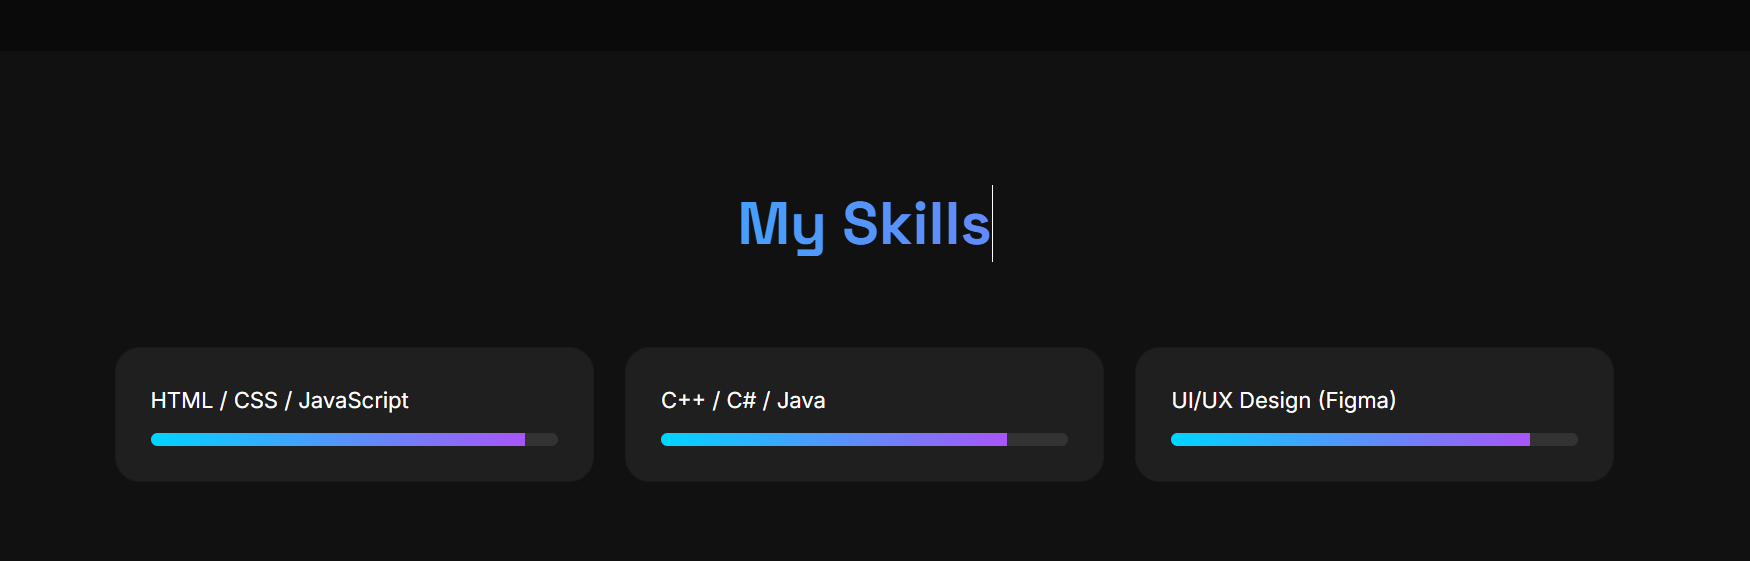 My Skills
HTML / CSS / JavaScript
C++ / C# / Java
UI/UX Design (Figma)